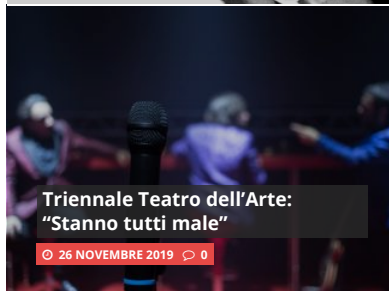 Triennale Teatro dell'Arte:
“Stanno tutti male”
26 NOVEMBRE 2019 0